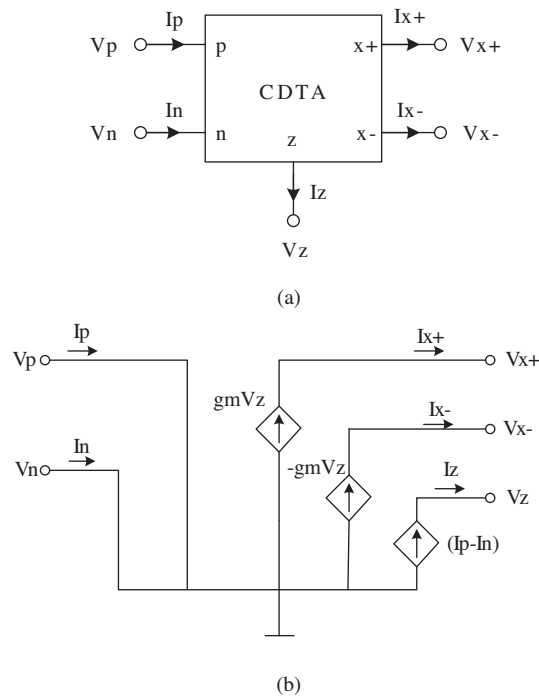 Ip Ix+
Vp p x+ Vx+
CDTA
In Ix-
Vn n z x- Vx-
Iz
Vz
(a)
Ip Ix+
Vp Vx+
gmVz Ix-
In Vx-
Vn -gmVz Iz
Vz
(Ip-In)
(b)